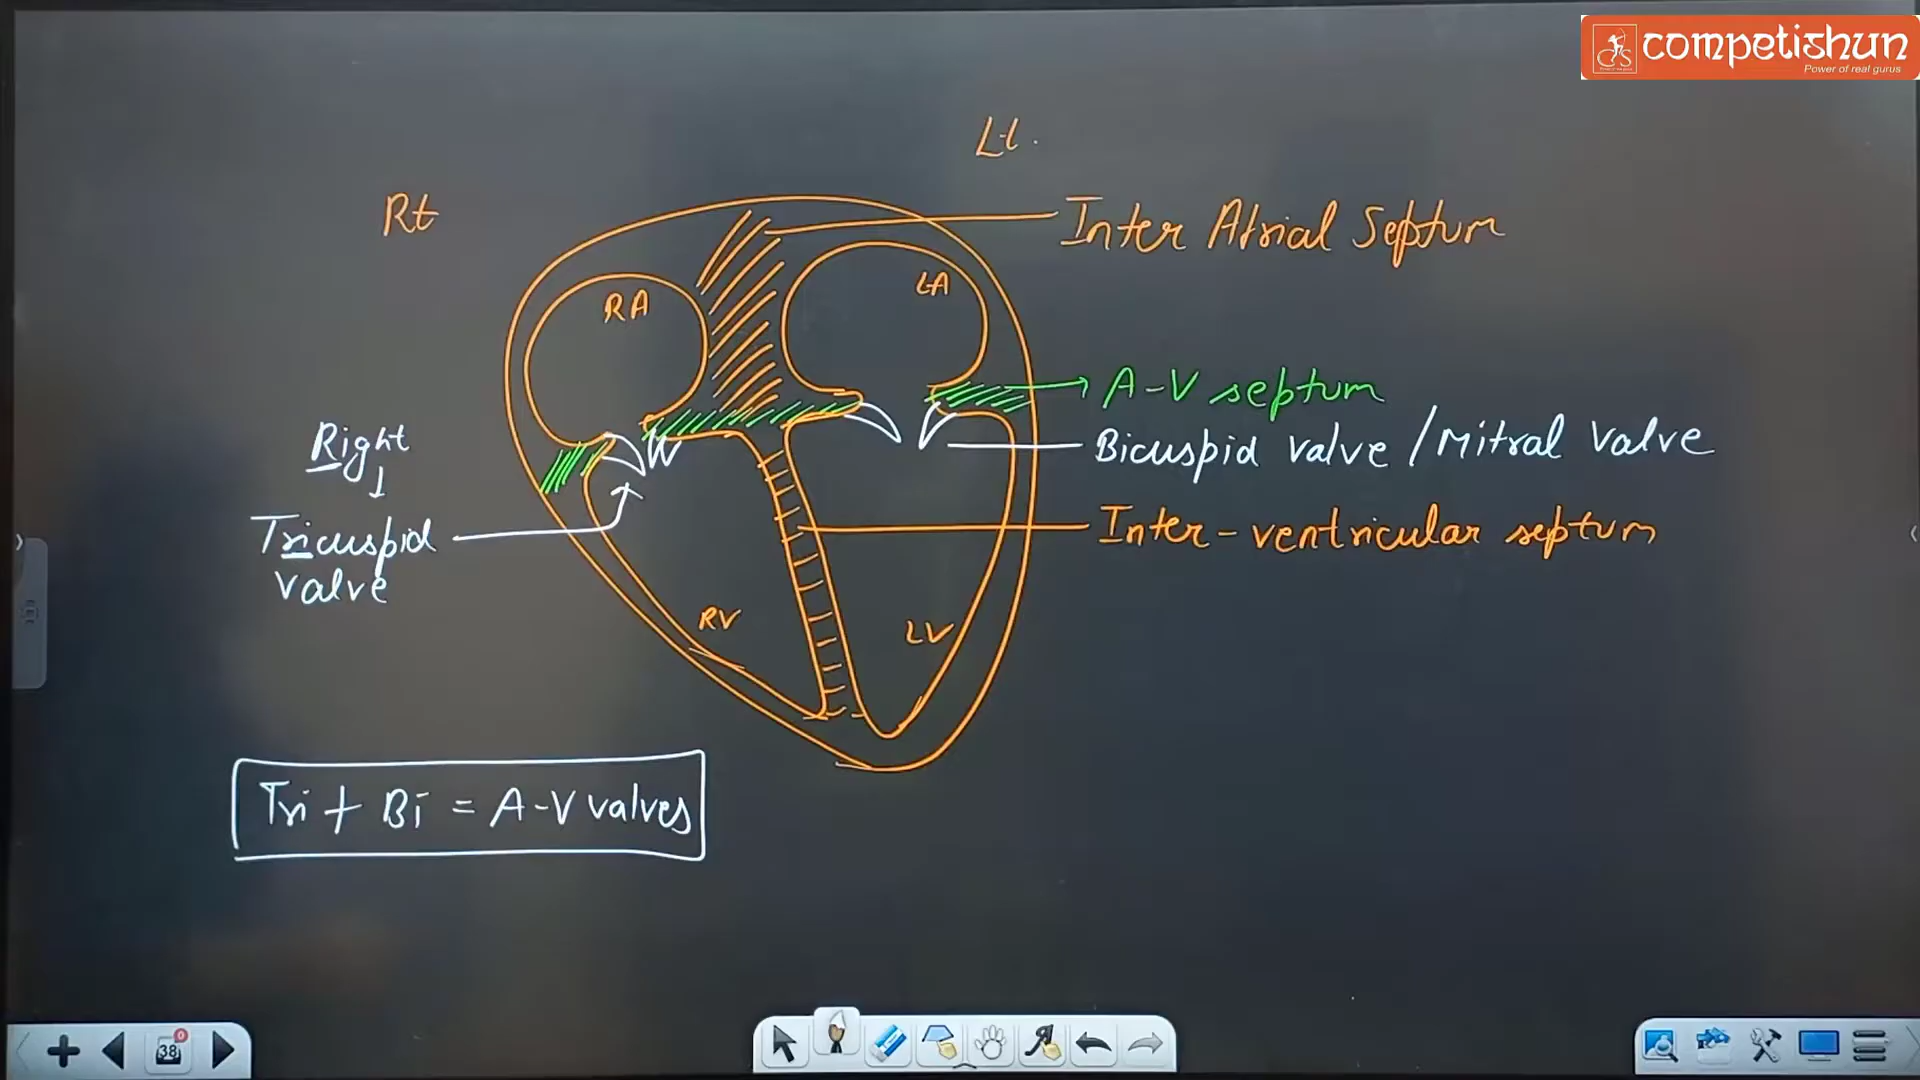 competishun
Power of real gurus
Lt.
Rt
Inter Atrial Septum
RA
LA
A-V septum
Right
Bicuspid valve / Mitral valve
Tricuspid
valve
Inter-ventricular septum
RV
LV
Tri + Bi = A-V valves
38
0